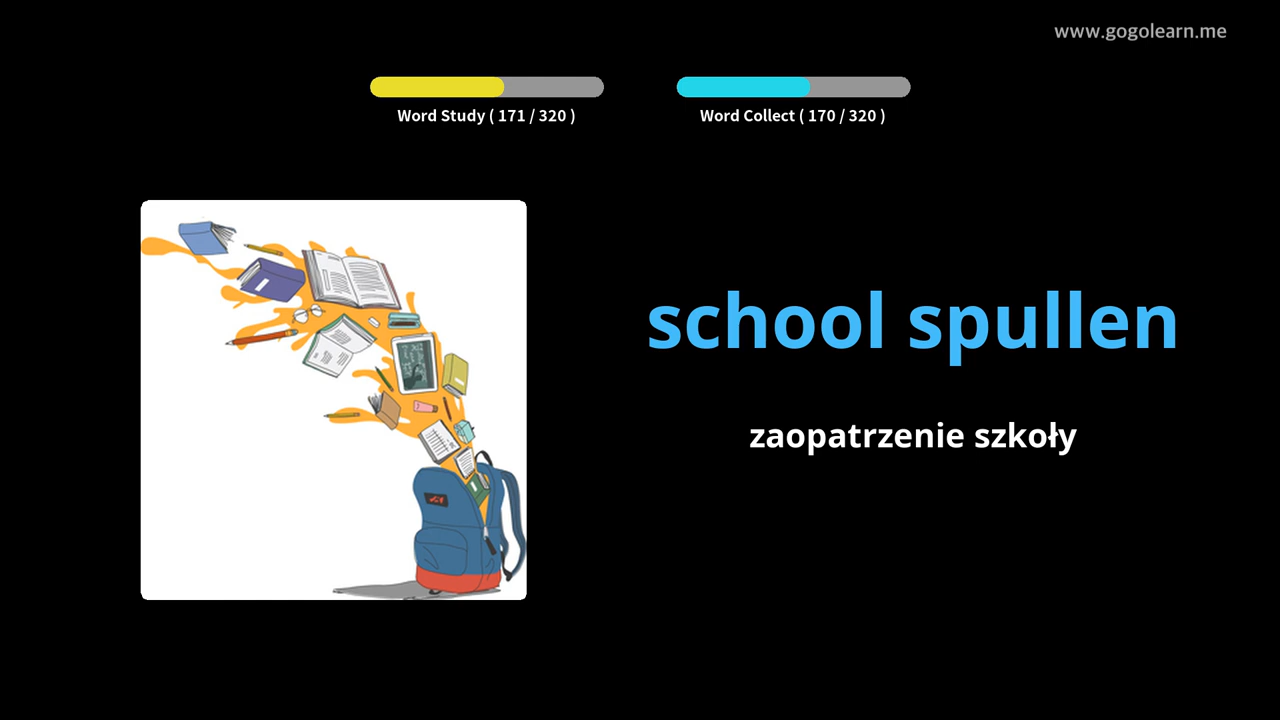 www.gogolearn.me
Word Study ( 171 / 320 )
Word Collect ( 170 / 320 )
school spullen
zaopatrzenie szkoły